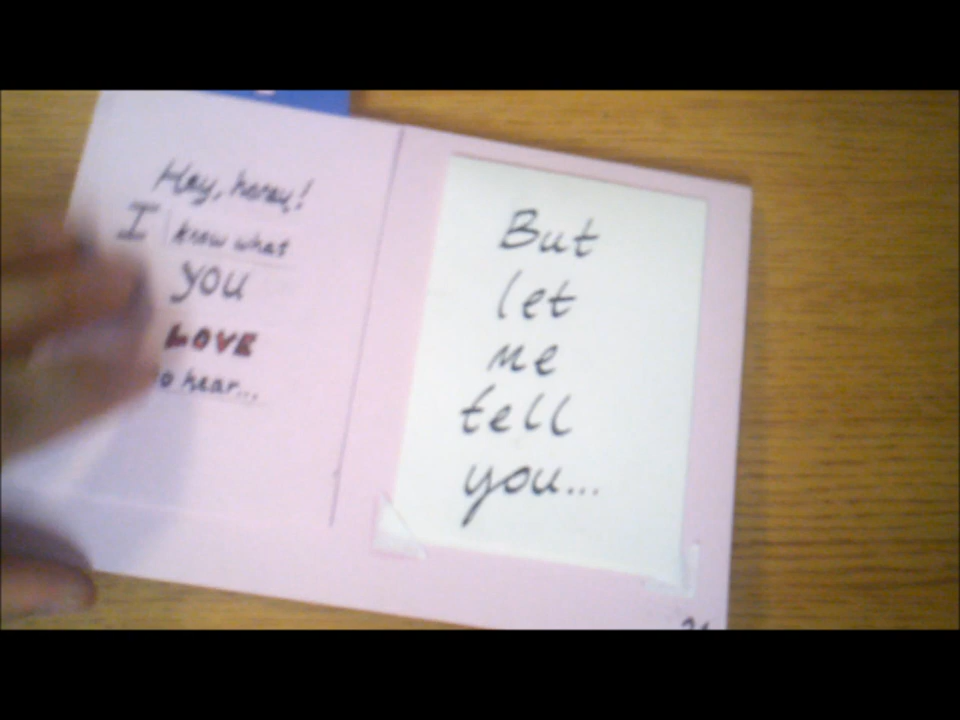 Hey, honey!
I know what
you
LOVE
to hear...
But
let
me
tell
you...